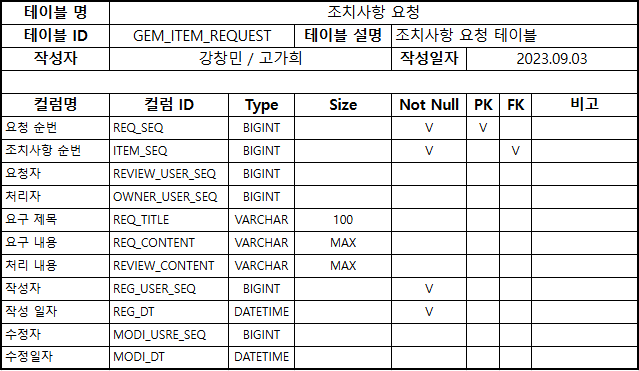 테이블 명 조치사항 요청
테이블 ID GEM_ITEM_REQUEST 테이블 설명 조치사항 요청 테이블
작성자 강창민 / 고가희 작성일자 2023.09.03
컬럼명 컬럼 ID Type Size Not Null PK FK 비고
요청 순번 REQ_SEQ BIGINT V V
조치사항 순번 ITEM_SEQ BIGINT V V
요청자 REVIEW_USER_SEQ BIGINT
처리자 OWNER_USER_SEQ BIGINT
요구 제목 REQ_TITLE VARCHAR 100
요구 내용 REQ_CONTENT VARCHAR MAX
처리 내용 REVIEW_CONTENT VARCHAR MAX
작성자 REG_USER_SEQ BIGINT V
작성 일자 REG_DT DATETIME V
수정자 MODI_USRE_SEQ BIGINT
수정일자 MODI_DT DATETIME